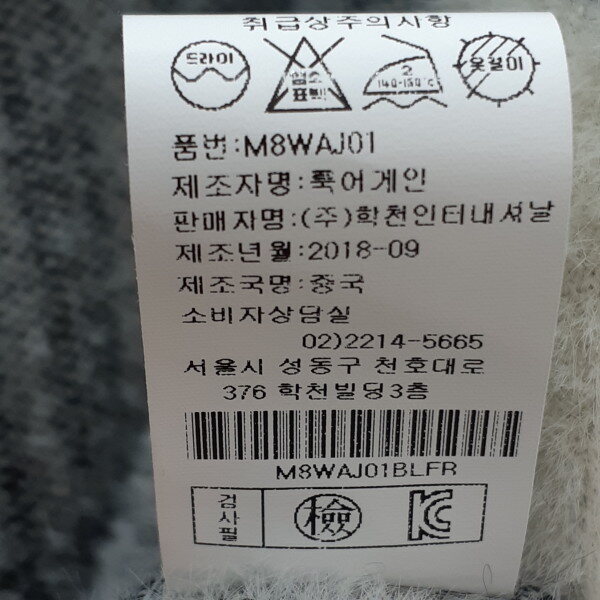 취급상주의사항
드라이 염소표백 2 140-160℃ 옷걸이
품번:M8WAJ01
제조자명:룩어게인
판매자명:(주)학천인터내셔날
제조년월:2018-09
제조국명:중국
소비자상담실
02)2214-5665
서울시 성동구 천호대로
376 학천빌딩3층
M8WAJ01BLFR
검사필 檢 KC